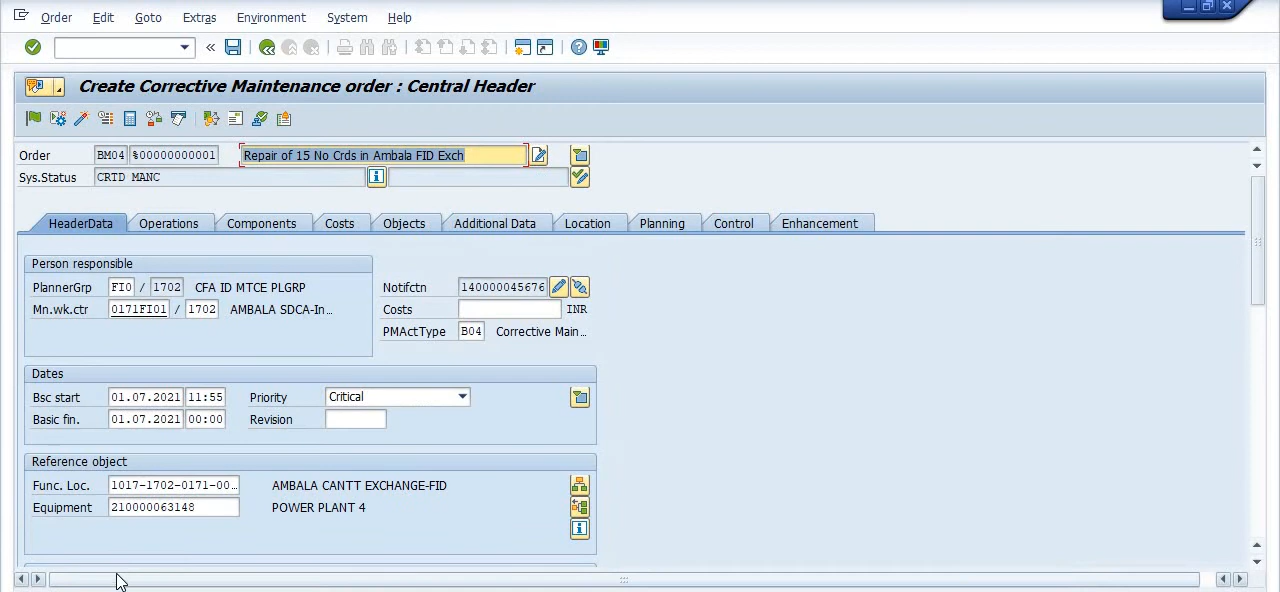 Order Edit Goto Extras Environment System Help
Create Corrective Maintenance order : Central Header
Order BM04 %00000000001 Repair of 15 No Crds in Ambala FID Exch
Sys.Status CRTD MANC
HeaderData Operations Components Costs Objects Additional Data Location Planning Control Enhancement
Person responsible
PlannerGrp FI0 / 1702 CFA ID MTCE PLGRP Notifctn 140000045676
Mn.wk.ctr 0171FI01 / 1702 AMBALA SDCA-In... Costs INR
PMActType B04 Corrective Main...
Dates
Bsc start 01.07.2021 11:55 Priority Critical
Basic fin. 01.07.2021 00:00 Revision
Reference object
Func. Loc. 1017-1702-0171-00... AMBALA CANTT EXCHANGE-FID
Equipment 210000063148 POWER PLANT 4